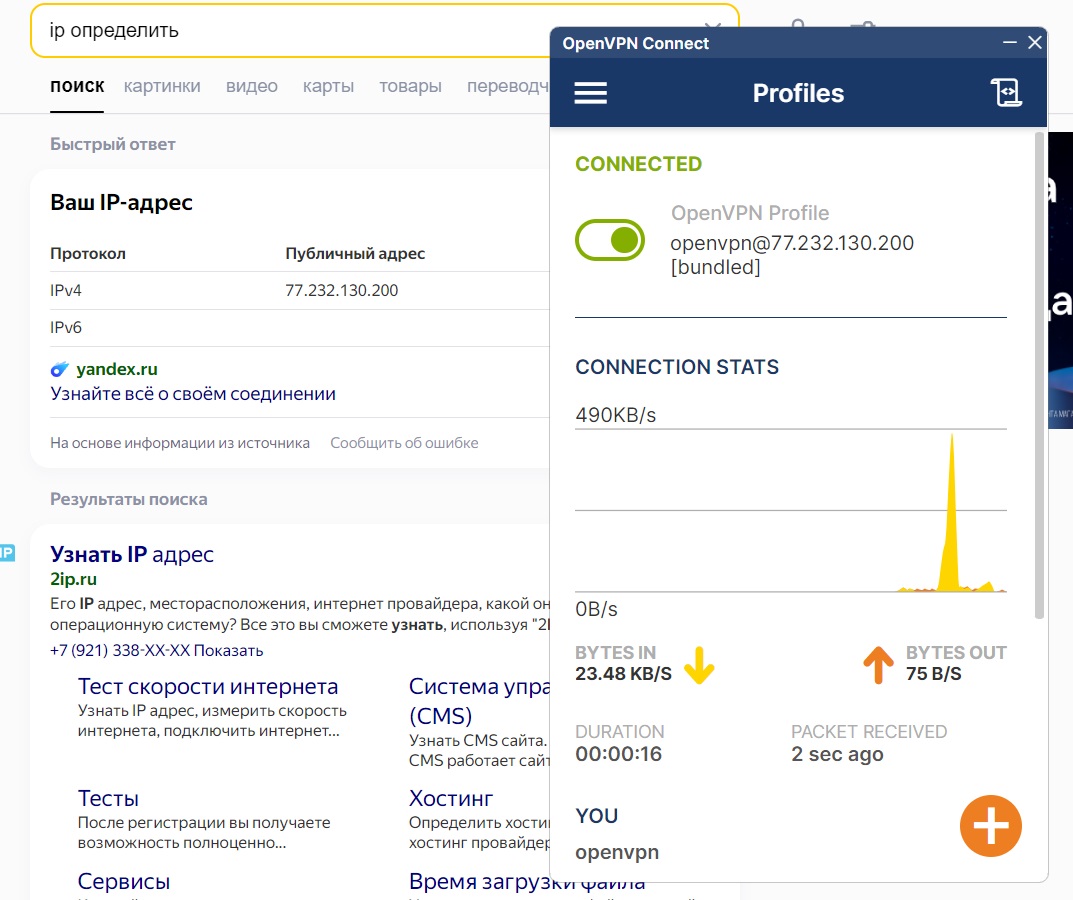 ip определить
ПОИСК картинки видео карты товары переводч
Быстрый ответ
Ваш IP-адрес
Протокол Публичный адрес
IPv4 77.232.130.200
IPv6
yandex.ru
Узнайте всё о своём соединении
На основе информации из источника Сообщить об ошибке
Результаты поиска
IP
Узнать IP адрес
2ip.ru
Его IP адрес, месторасположения, интернет провайдера, какой он
операционную систему? Все это вы сможете узнать, используя "2
+7 (921) 338-XX-XX Показать
Тест скорости интернета
Узнать IP адрес, измерить скорость
интернета, подключить интернет...
Система упра
(CMS)
Узнать CMS сайта.
CMS работает сайт
Тесты
После регистрации вы получаете
возможность полноценно...
Хостинг
Определить хости
хостинг провайдер
Сервисы
Время загрузки файла
OpenVPN Connect
Profiles
CONNECTED
OpenVPN Profile
openvpn@77.232.130.200
[bundled]
CONNECTION STATS
490KB/s
0B/s
BYTES IN
23.48 KB/S
BYTES OUT
75 B/S
DURATION
00:00:16
PACKET RECEIVED
2 sec ago
YOU
openvpn